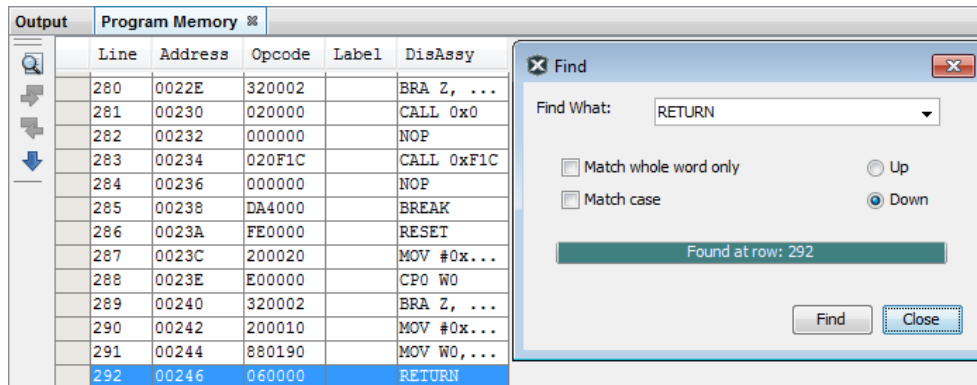 Output Program Memory
Line Address Opcode Label DisAssy
280 0022E 320002 BRA Z, ...
281 00230 020000 CALL 0x0
282 00232 000000 NOP
283 00234 020F1C CALL 0xF1C
284 00236 000000 NOP
285 00238 DA4000 BREAK
286 0023A FE0000 RESET
287 0023C 200020 MOV #0x...
288 0023E E00000 CP0 W0
289 00240 320002 BRA Z, ...
290 00242 200010 MOV #0x...
291 00244 880190 MOV W0,...
292 00246 060000 RETURN
Find
Find What: RETURN
Match whole word only Up
Match case Down
Found at row: 292
Find Close